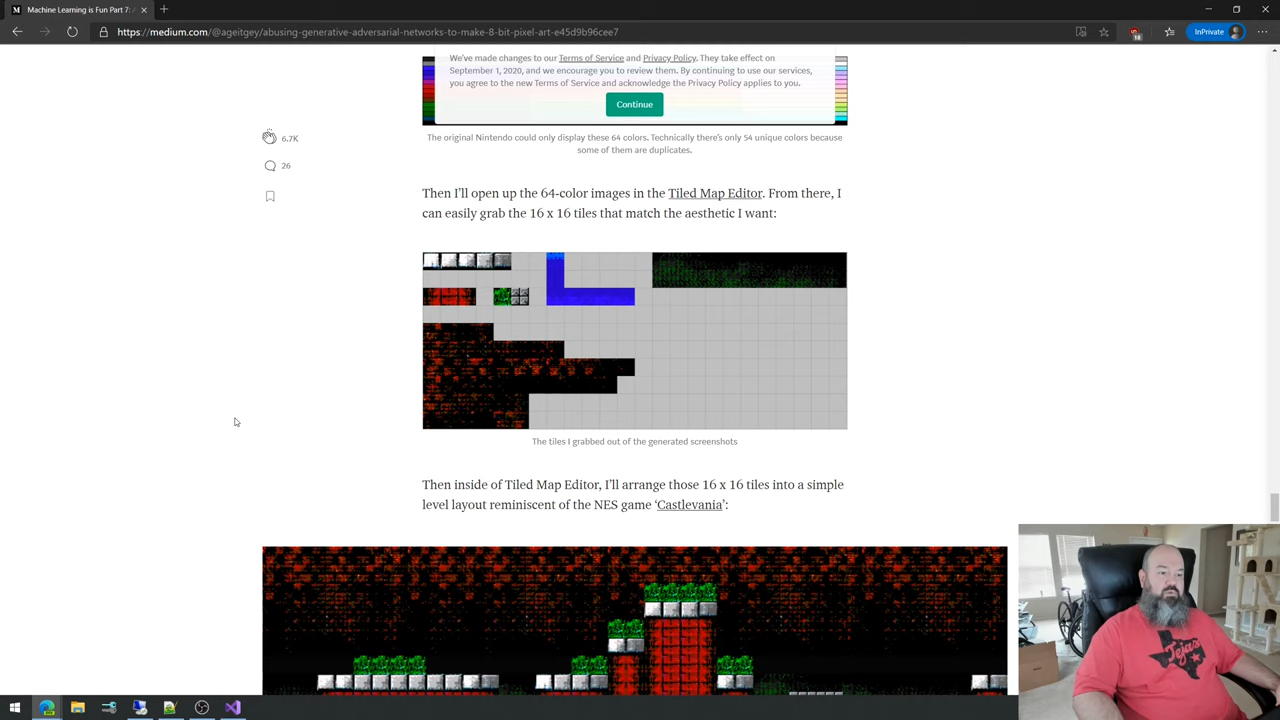 Machine Learning is Fun Part 7: A
https://medium.com/@ageitgey/abusing-generative-adversarial-networks-to-make-8-bit-pixel-art-e45d9b96cee7
18
InPrivate
We've made changes to our Terms of Service and Privacy Policy. They take effect on
September 1, 2020, and we encourage you to review them. By continuing to use our services,
you agree to the new Terms of Service and acknowledge the Privacy Policy applies to you.
Continue
6.7K
26
The original Nintendo could only display these 64 colors. Technically there's only 54 unique colors because
some of them are duplicates.
Then I'll open up the 64-color images in the Tiled Map Editor. From there, I
can easily grab the 16 x 16 tiles that match the aesthetic I want:
The tiles I grabbed out of the generated screenshots
Then inside of Tiled Map Editor, I'll arrange those 16 x 16 tiles into a simple
level layout reminiscent of the NES game 'Castlevania':
Tejas